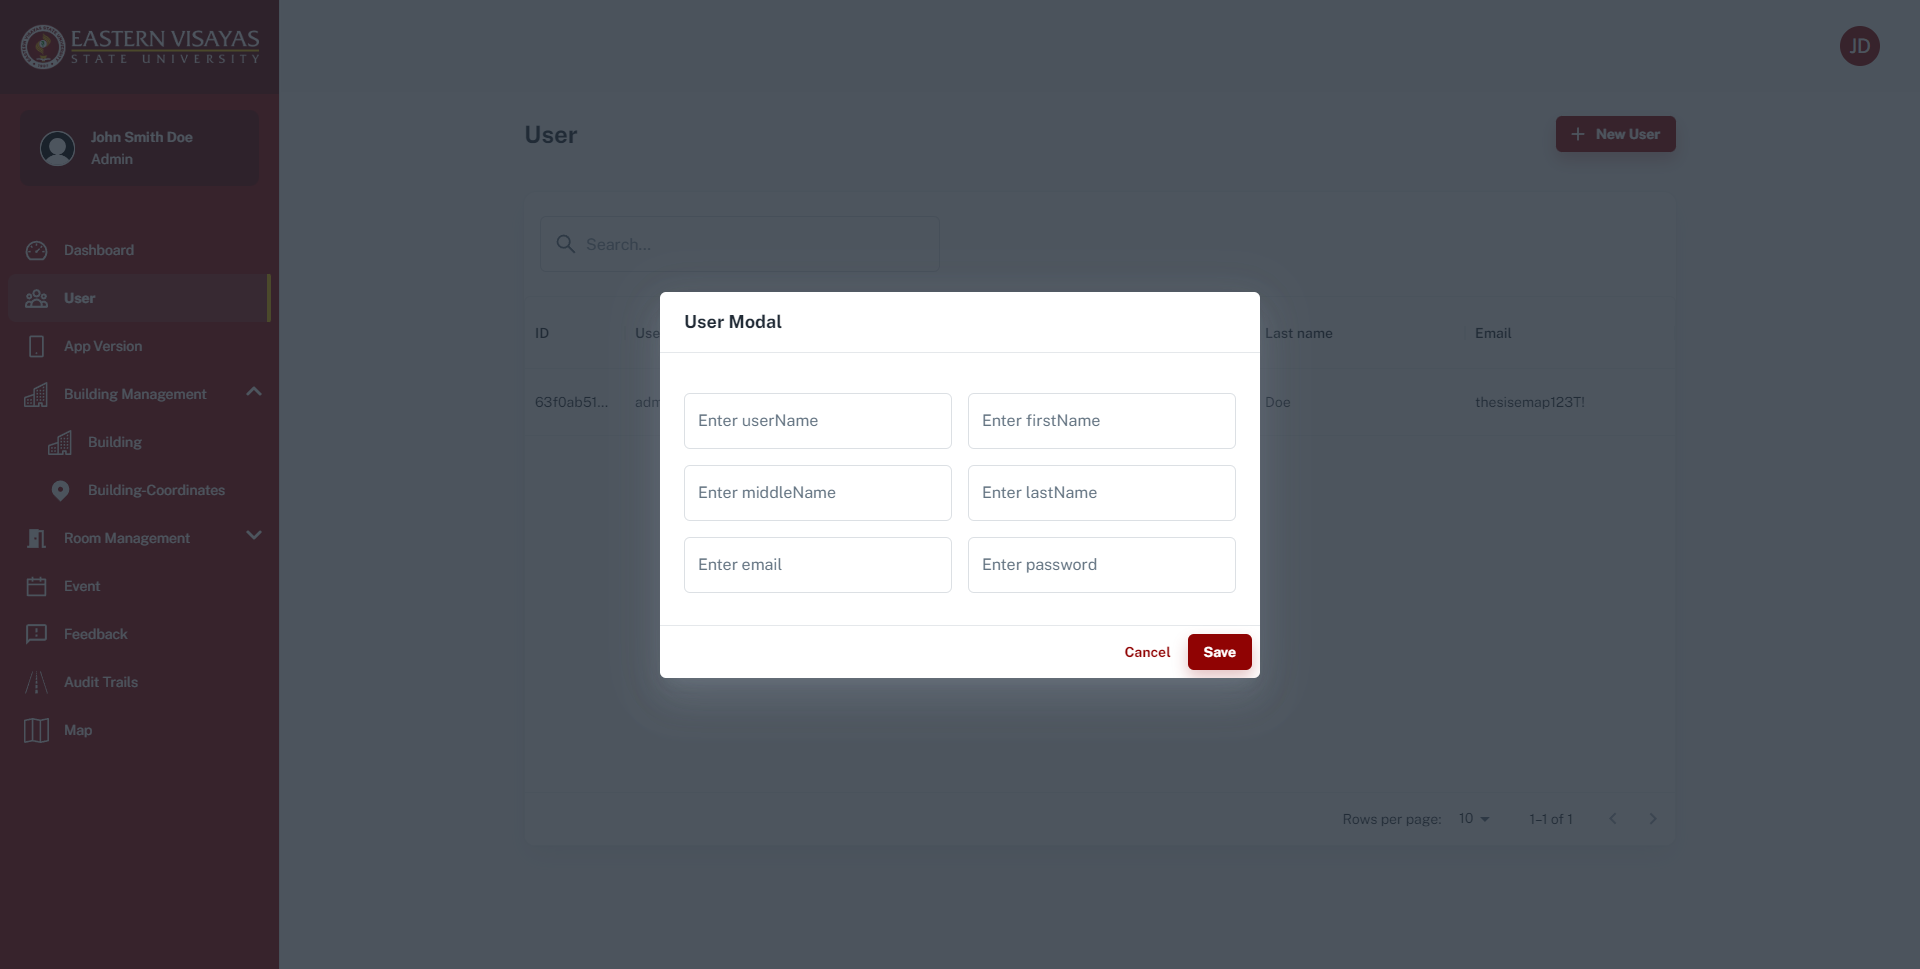 EASTERN VISAYAS
STATE UNIVERSITY
JD
John Smith Doe
Admin
User
New User
Dashboard
User
App Version
Building Management
Building
Building-Coordinates
Room Management
Event
Feedback
Audit Trails
Map
Search...
ID
Use
Last name
Email
63f0ab51...
adm
Doe
thesisemap123T!
User Modal
Enter userName
Enter firstName
Enter middleName
Enter lastName
Enter email
Enter password
Cancel
Save
Rows per page:
10
1–1 of 1